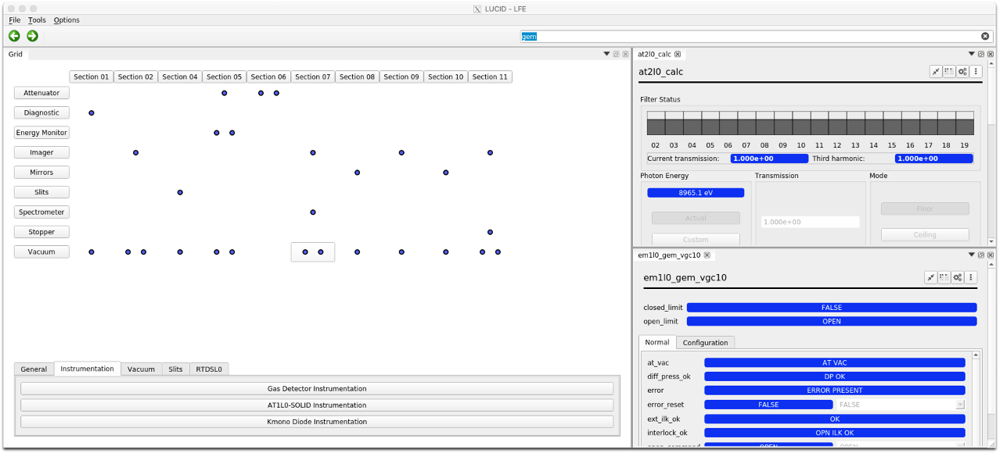 LUCID - LFE
File Tools Options
gem
Grid
Section 01 Section 02 Section 04 Section 05 Section 06 Section 07 Section 08 Section 09 Section 10 Section 11
Attenuator
Diagnostic
Energy Monitor
Imager
Mirrors
Slits
Spectrometer
Stopper
Vacuum
General Instrumentation Vacuum Slits RTDSL0
Gas Detector Instrumentation
AT1L0-SOLID Instrumentation
Kmono Diode Instrumentation
at2l0_calc
at2l0_calc
Filter Status
02 03 04 05 06 07 08 09 10 11 12 13 14 15 16 17 18 19
Current transmission: 1.000e+00 Third harmonic: 1.000e+00
Photon Energy Transmission Mode
8965.1 eV
Floor
Actual
1.000e+00
Ceiling
Custom
em1l0_gem_vgc10
em1l0_gem_vgc10
closed_limit FALSE
open_limit OPEN
Normal Configuration
at_vac AT VAC
diff_press_ok DP OK
error ERROR PRESENT
error_reset FALSE FALSE
ext_ilk_ok OK
interlock_ok OPN ILK OK
open_command OPEN OPEN